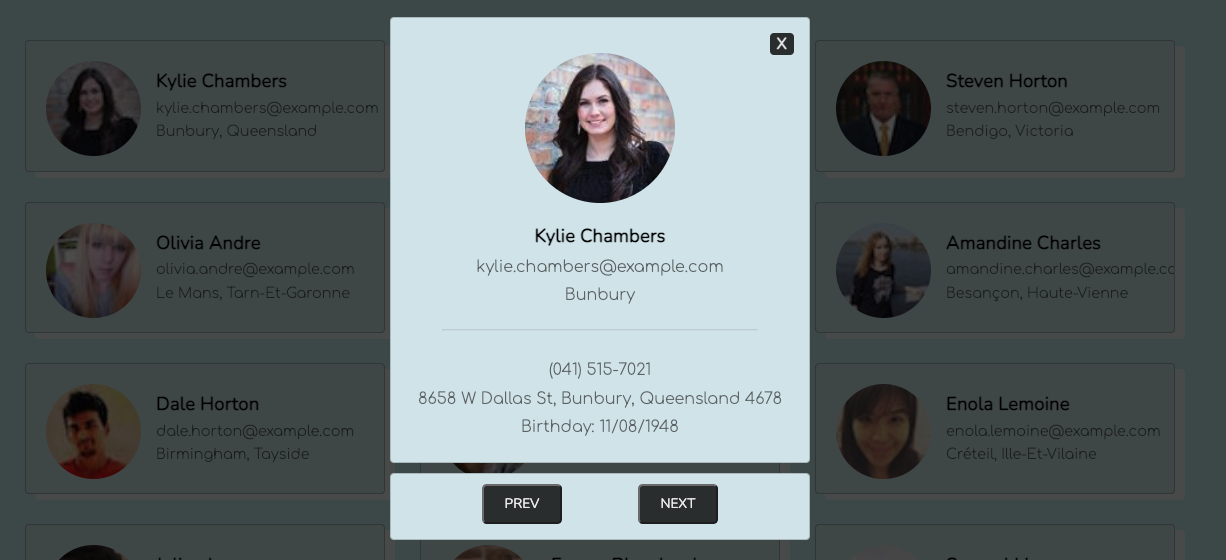 Kylie Chambers
kylie.chambers@example.com
Bunbury, Queensland
X
Kylie Chambers
kylie.chambers@example.com
Bunbury
(041) 515-7021
8658 W Dallas St, Bunbury, Queensland 4678
Birthday: 11/08/1948
PREV
NEXT
Steven Horton
steven.horton@example.com
Bendigo, Victoria
Olivia Andre
olivia.andre@example.com
Le Mans, Tarn-Et-Garonne
Amandine Charles
amandine.charles@example.co
Besançon, Haute-Vienne
Dale Horton
dale.horton@example.com
Birmingham, Tayside
Enola Lemoine
enola.lemoine@example.com
Créteil, Ille-Et-Vilaine